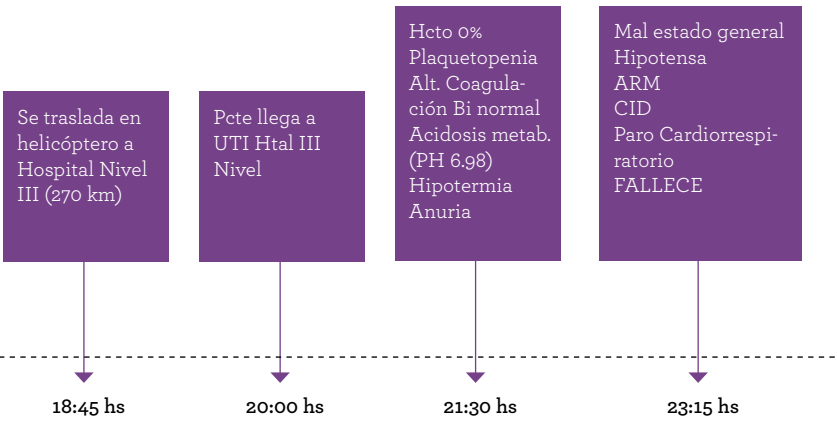 Se traslada en
helicóptero a
Hospital Nivel
III (270 km)
Pcte llega a
UTI Htal III
Nivel
Hcto 0%
Plaquetopenia
Alt. Coagula-
ción Bi normal
Acidosis metab.
(PH 6.98)
Hipotermia
Anuria
Mal estado general
Hipotensa
ARM
CID
Paro Cardiorrespi-
ratorio
FALLECE
18:45 hs
20:00 hs
21:30 hs
23:15 hs